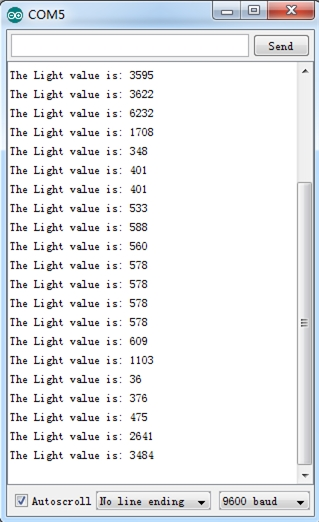 COM5
Send
The Light value is: 3595
The Light value is: 3622
The Light value is: 6232
The Light value is: 1708
The Light value is: 348
The Light value is: 401
The Light value is: 401
The Light value is: 533
The Light value is: 588
The Light value is: 560
The Light value is: 578
The Light value is: 578
The Light value is: 578
The Light value is: 578
The Light value is: 609
The Light value is: 1103
The Light value is: 36
The Light value is: 376
The Light value is: 475
The Light value is: 2641
The Light value is: 3484
Autoscroll No line ending 9600 baud